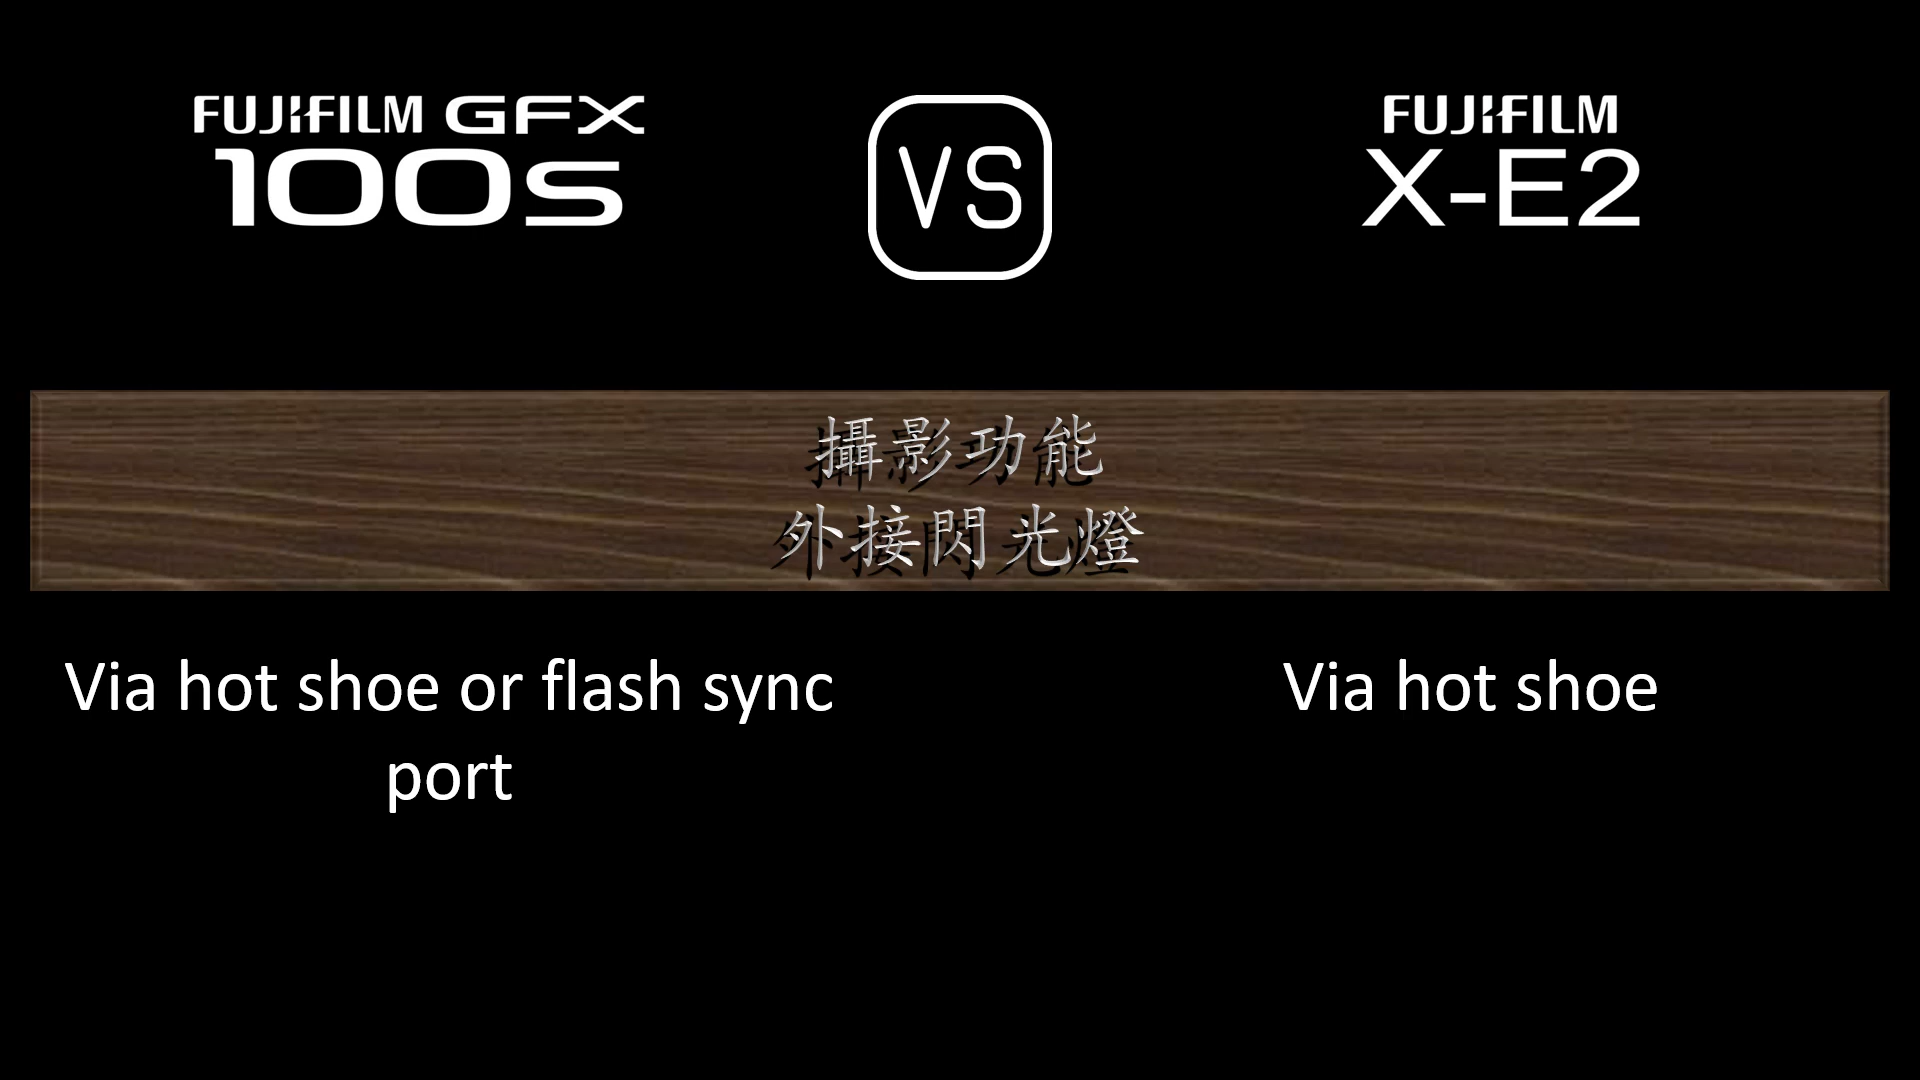 FUJIFILM GFX
100S
VS
FUJIFILM
X-E2
攝影功能
外接閃光燈
Via hot shoe or flash sync
port
Via hot shoe